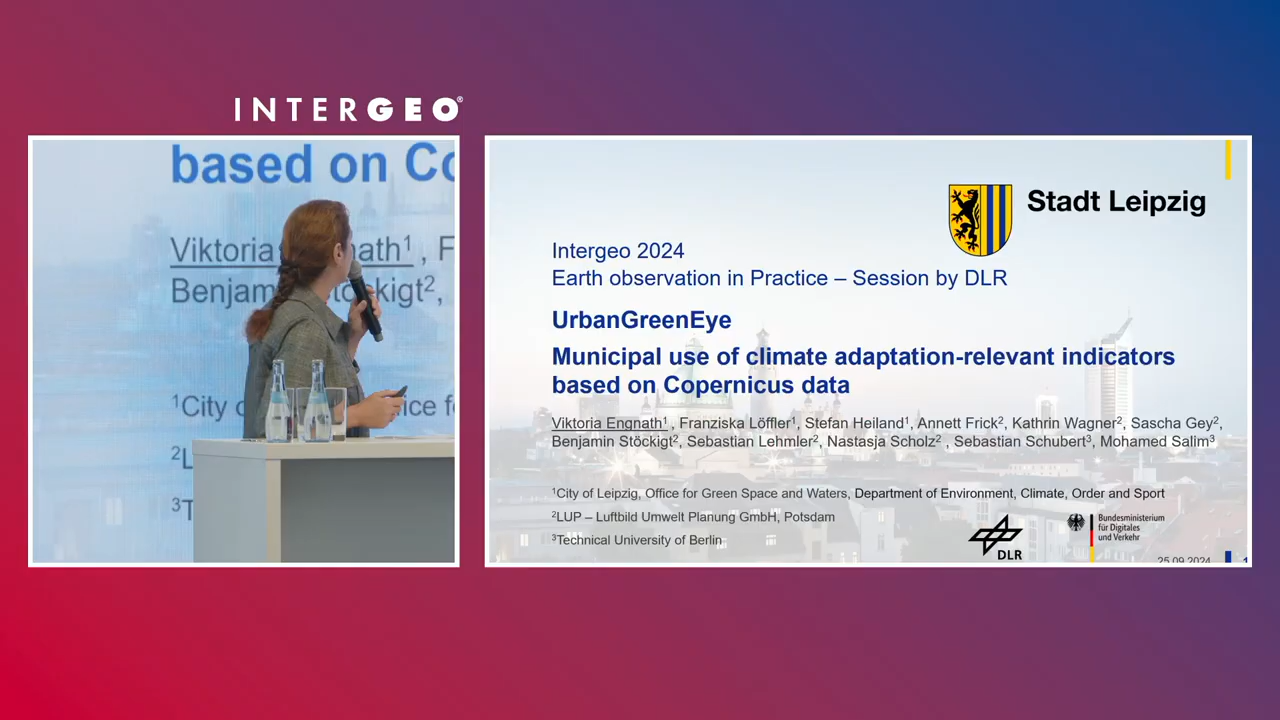 INTERGEO®
based on Co
Viktoria Engnath¹ , F
Benjamin Stöckigt²,
¹City of
ice f
²L
³T
Stadt Leipzig
Intergeo 2024
Earth observation in Practice – Session by DLR
UrbanGreenEye
Municipal use of climate adaptation-relevant indicators
based on Copernicus data
Viktoria Engnath¹ , Franziska Löffler¹, Stefan Heiland¹, Annett Frick², Kathrin Wagner², Sascha Gey²,
Benjamin Stöckigt², Sebastian Lehmler², Nastasja Scholz² , Sebastian Schubert³, Mohamed Salim³
¹City of Leipzig, Office for Green Space and Waters, Department of Environment, Climate, Order and Sport
²LUP – Luftbild Umwelt Planung GmbH, Potsdam
³Technical University of Berlin
DLR
Bundesministerium
für Digitales
und Verkehr
25.09.2024
1